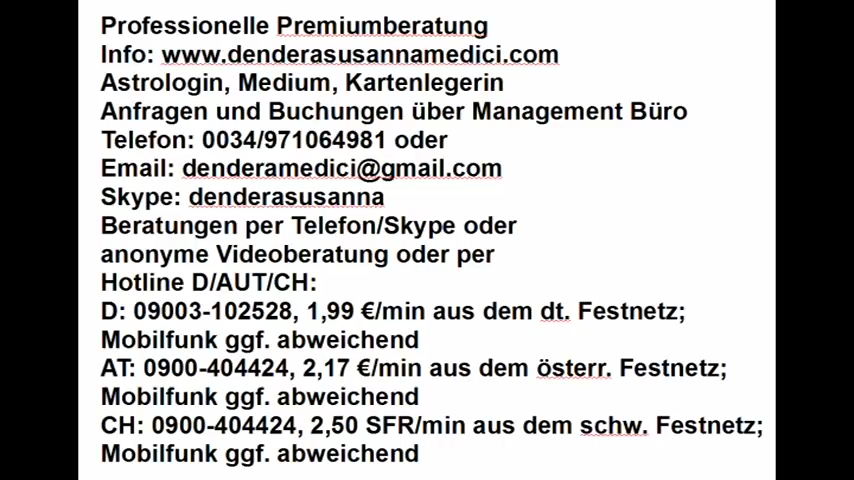 Professionelle Premiumberatung
Info: www.denderasusannamedici.com
Astrologin, Medium, Kartenlegerin
Anfragen und Buchungen über Management Büro
Telefon: 0034/971064981 oder
Email: denderamedici@gmail.com
Skype: denderasusanna
Beratungen per Telefon/Skype oder
anonyme Videoberatung oder per
Hotline D/AUT/CH:
D: 09003-102528, 1,99 €/min aus dem dt. Festnetz;
Mobilfunk ggf. abweichend
AT: 0900-404424, 2,17 €/min aus dem österr. Festnetz;
Mobilfunk ggf. abweichend
CH: 0900-404424, 2,50 SFR/min aus dem schw. Festnetz;
Mobilfunk ggf. abweichend